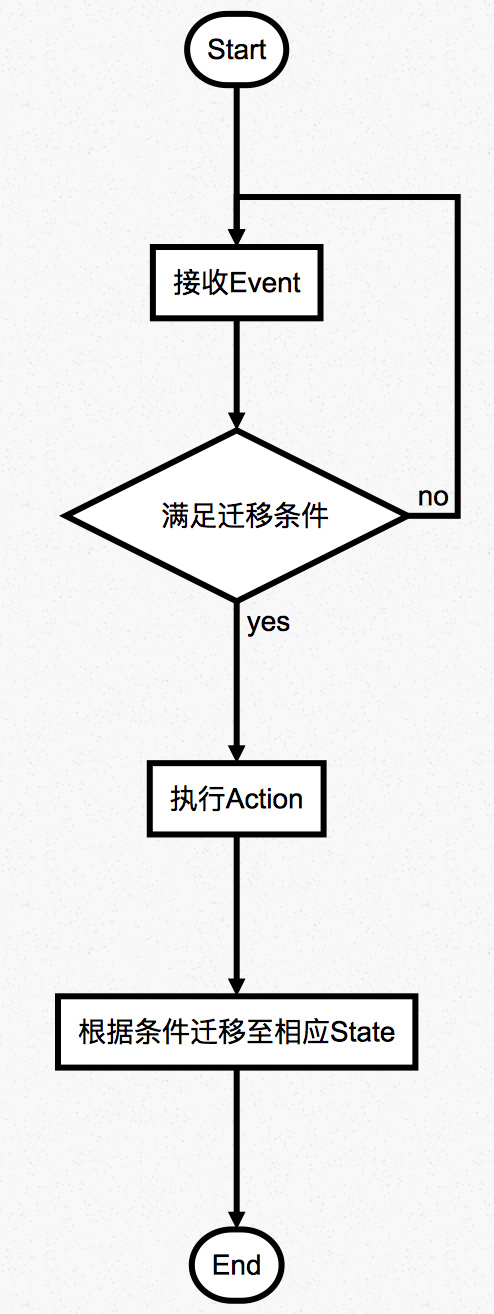 Start
接收Event
满足迁移条件
no
yes
执行Action
根据条件迁移至相应State
End